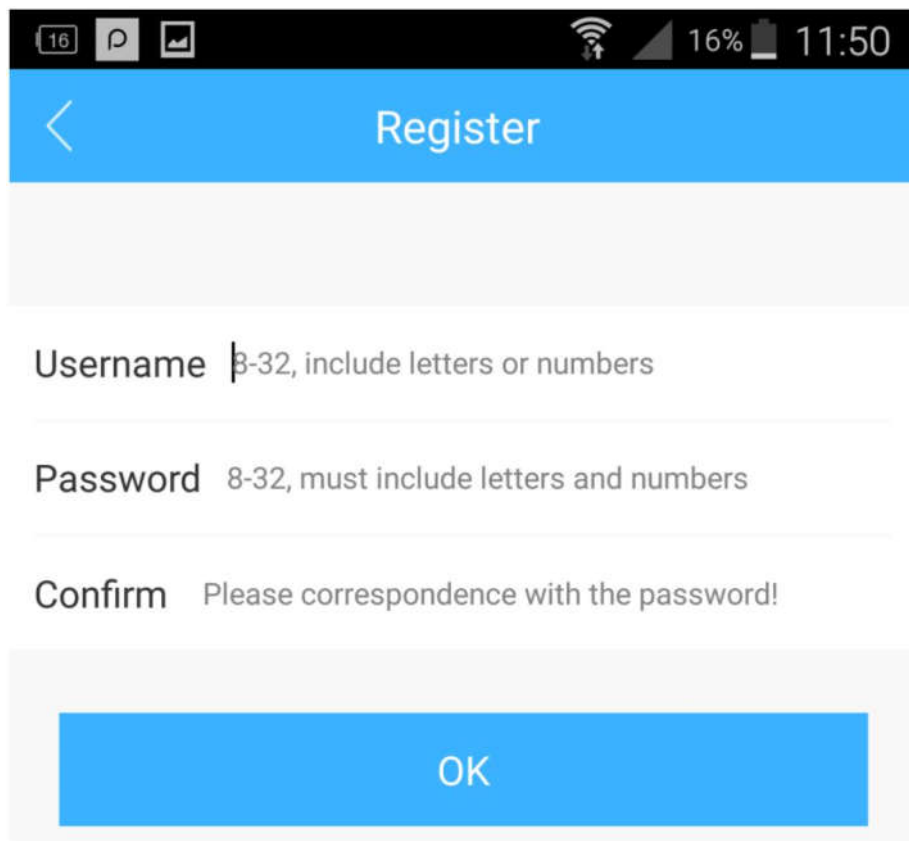 16 16% 11:50
Register
Username 8-32, include letters or numbers
Password 8-32, must include letters and numbers
Confirm Please correspondence with the password!
OK